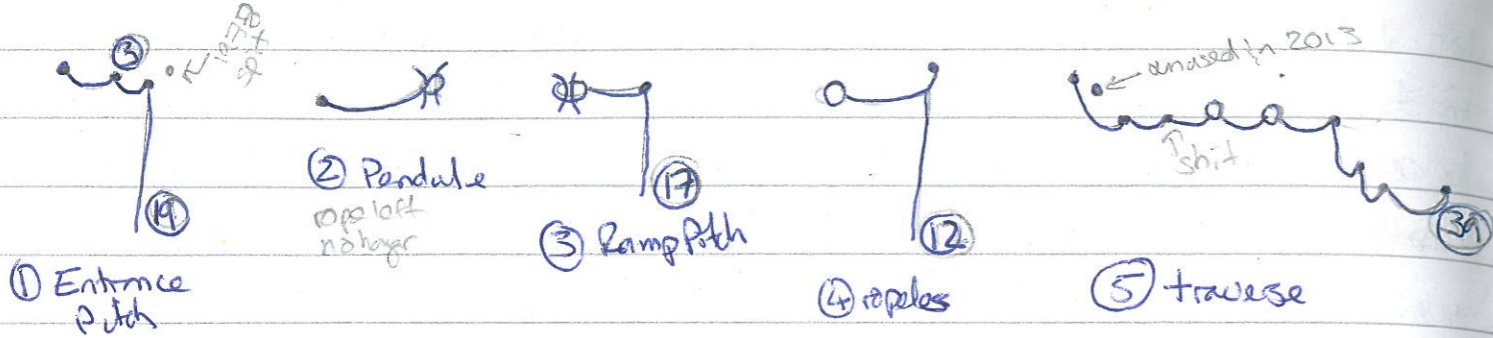 ③
⑲
① Entrance
Pitch
② Pendule
rope left
no hanger
⑰
③ Ramp Pitch
⑫
④ ropeless
unused in 2013
shit
㊴
⑤ traverse